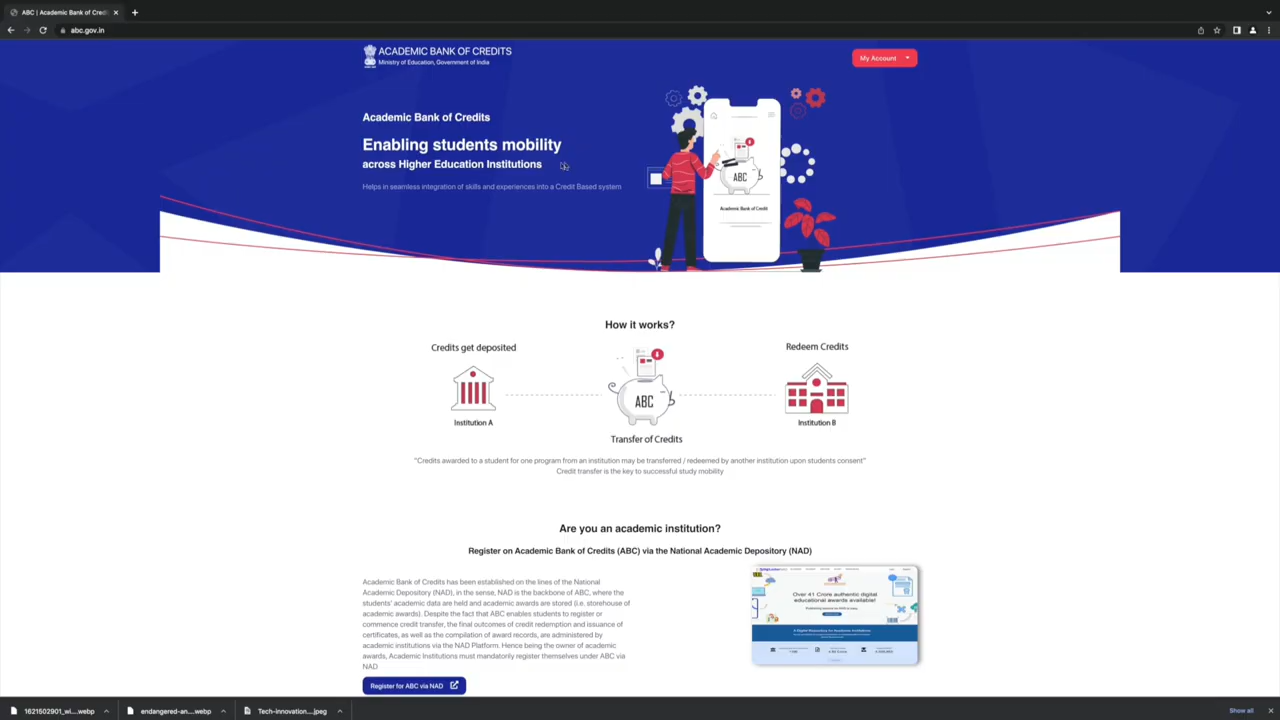 ABC | Academic Bank of Credi
abc.gov.in
ACADEMIC BANK OF CREDITS
Ministry of Education, Government of India
My Account
Academic Bank of Credits
Enabling students mobility
across Higher Education Institutions
Helps in seamless integration of skills and experiences into a Credit Based system
ABC
Academic Bank of Credit
How it works?
Credits get deposited
Redeem Credits
ABC
Institution A
Institution B
Transfer of Credits
"Credits awarded to a student for one program from an institution may be transferred / redeemed by another institution upon students consent"
Credit transfer is the key to successful study mobility
Are you an academic institution?
Register on Academic Bank of Credits (ABC) via the National Academic Depository (NAD)
Academic Bank of Credits has been established on the lines of the National
Academic Depository (NAD), in the sense, NAD is the backbone of ABC, where the
students' academic data are held and academic awards are stored (i.e. storehouse of
academic awards). Despite the fact that ABC enables students to register or
commence credit transfer, the final outcomes of credit redemption and issuance of
certificates, as well as the compilation of award records, are administered by
academic institutions via the NAD Platform. Hence being the owner of academic
awards, Academic Institutions must mandatorily register themselves under ABC via
NAD
Over 41 Crore authentic digital
educational awards available!
A Digital Depository for Academic Institutions
Register for ABC via NAD
1621502901_wi....webp
endangered-an....webp
Tech-innovation....jpeg
Show all